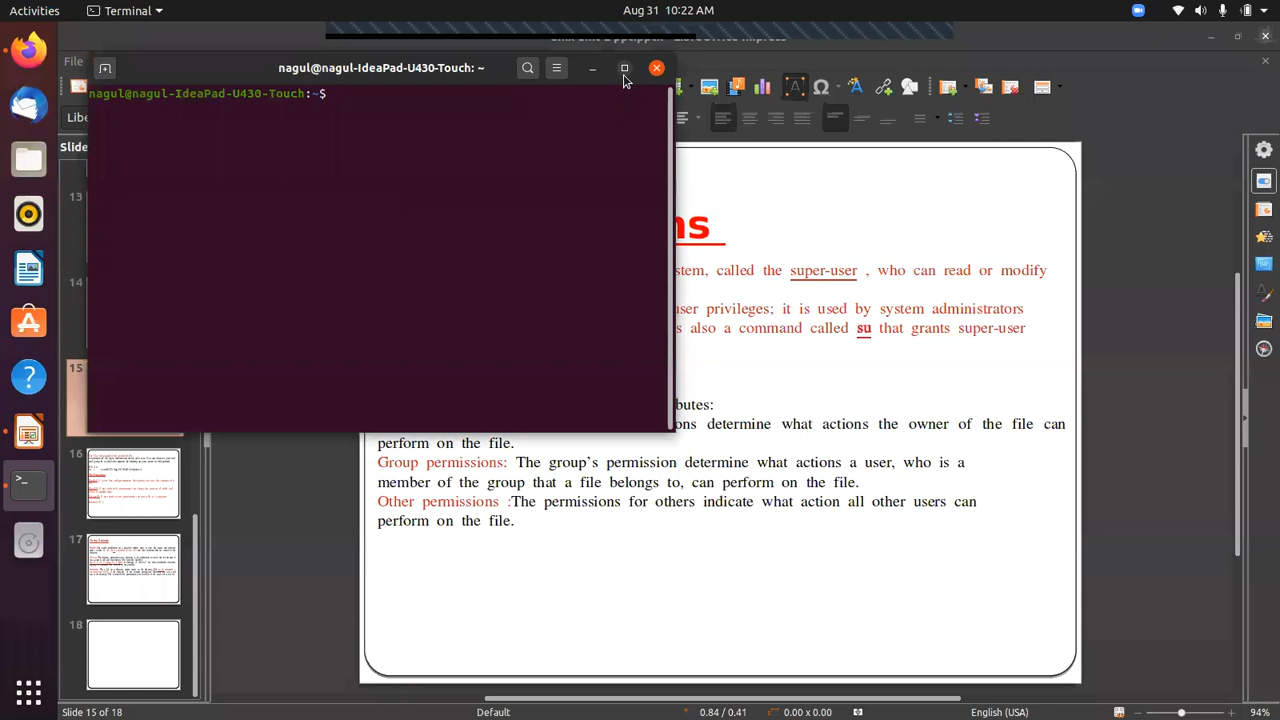 Activities
Terminal
Aug 31 10:22 AM
File
nagul@nagul-IdeaPad-U430-Touch: ~
nagul@nagul-IdeaPad-U430-Touch:~$
Libe
Slide
13
14
15
16
17
18
ns
stem, called the super-user , who can read or modify
user privileges; it is used by system administrators
s also a command called su that grants super-user
butes:
ons determine what actions the owner of the file can
perform on the file.
Group permissions: The group's permission determine what actions a user, who is a
member of the group that a file belongs to, can perform on the file.
Other permissions :The permissions for others indicate what action all other users can
perform on the file.
Slide 15 of 18
Default
0.84 / 0.41
0.00 x 0.00
English (USA)
94%